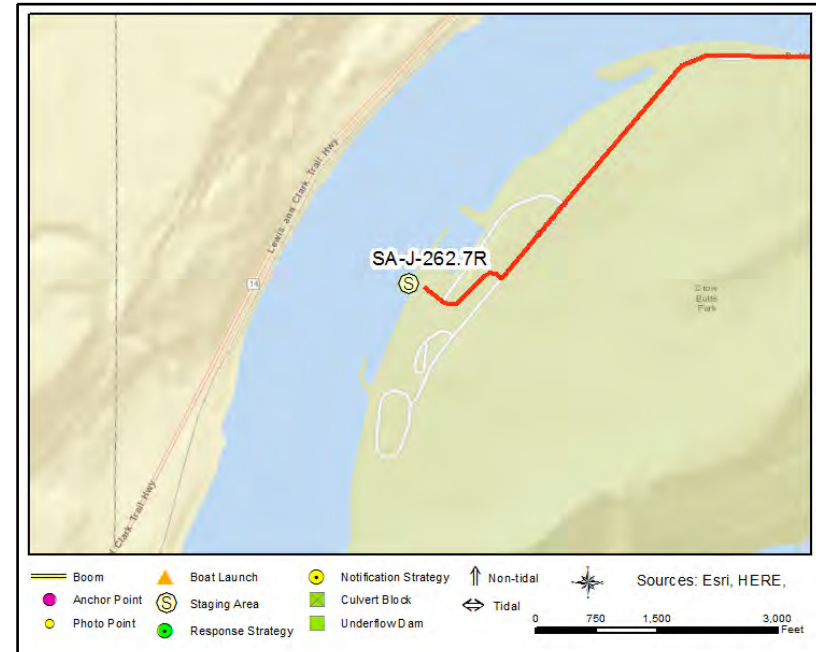 Lewis and Clark Trail Hwy
14
SA-J-262.7R
S
Crow
Butte
Park
Clark Trail Hwy
Boom
Anchor Point
Photo Point
Boat Launch
S Staging Area
Response Strategy
Notification Strategy
Culvert Block
Underflow Dam
Non-tidal
Tidal
Sources: Esri, HERE,
0 750 1,500 3,000
Feet